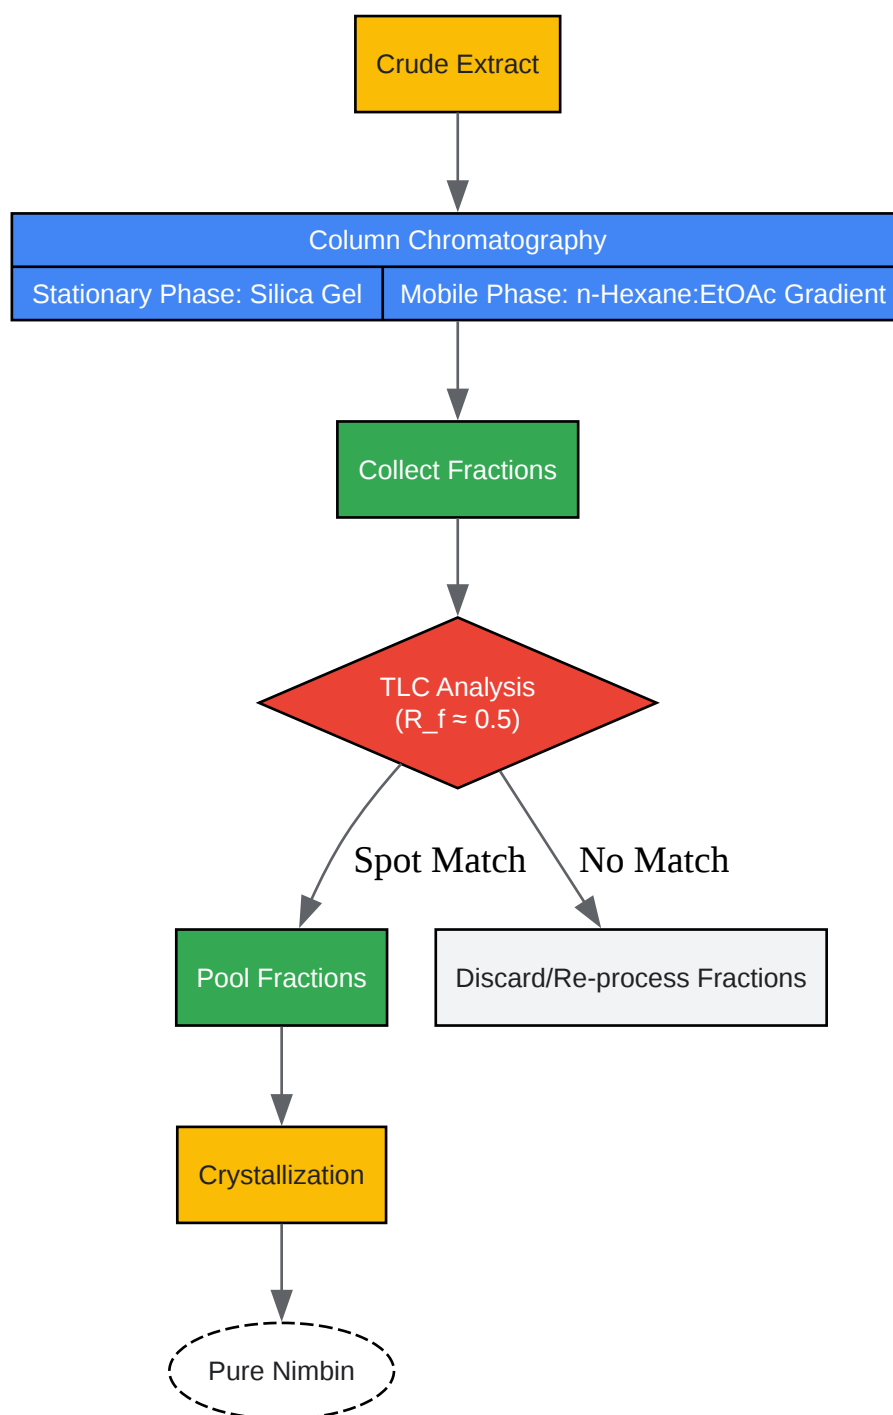 Crude Extract
Column Chromatography
Stationary Phase: Silica Gel
Mobile Phase: n-Hexane:EtOAc Gradient
Collect Fractions
TLC Analysis
(R_f ≈ 0.5)
Spot Match
No Match
Pool Fractions
Discard/Re-process Fractions
Crystallization
Pure Nimbin